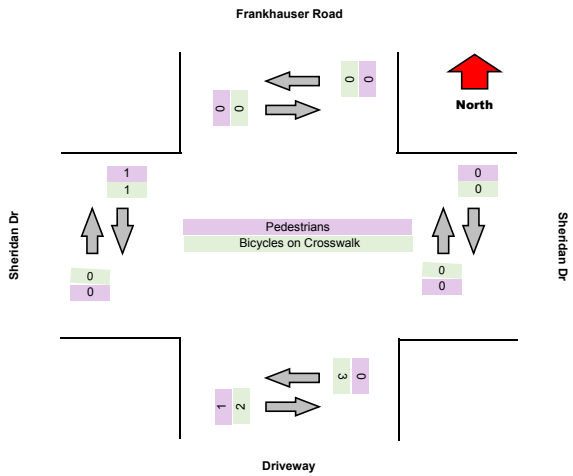 Frankhauser Road
0 0
0 0
North
1
1
0
0
Sheridan Dr
Pedestrians
Bicycles on Crosswalk
Sheridan Dr
0
0
0
0
3 0
1 2
Driveway